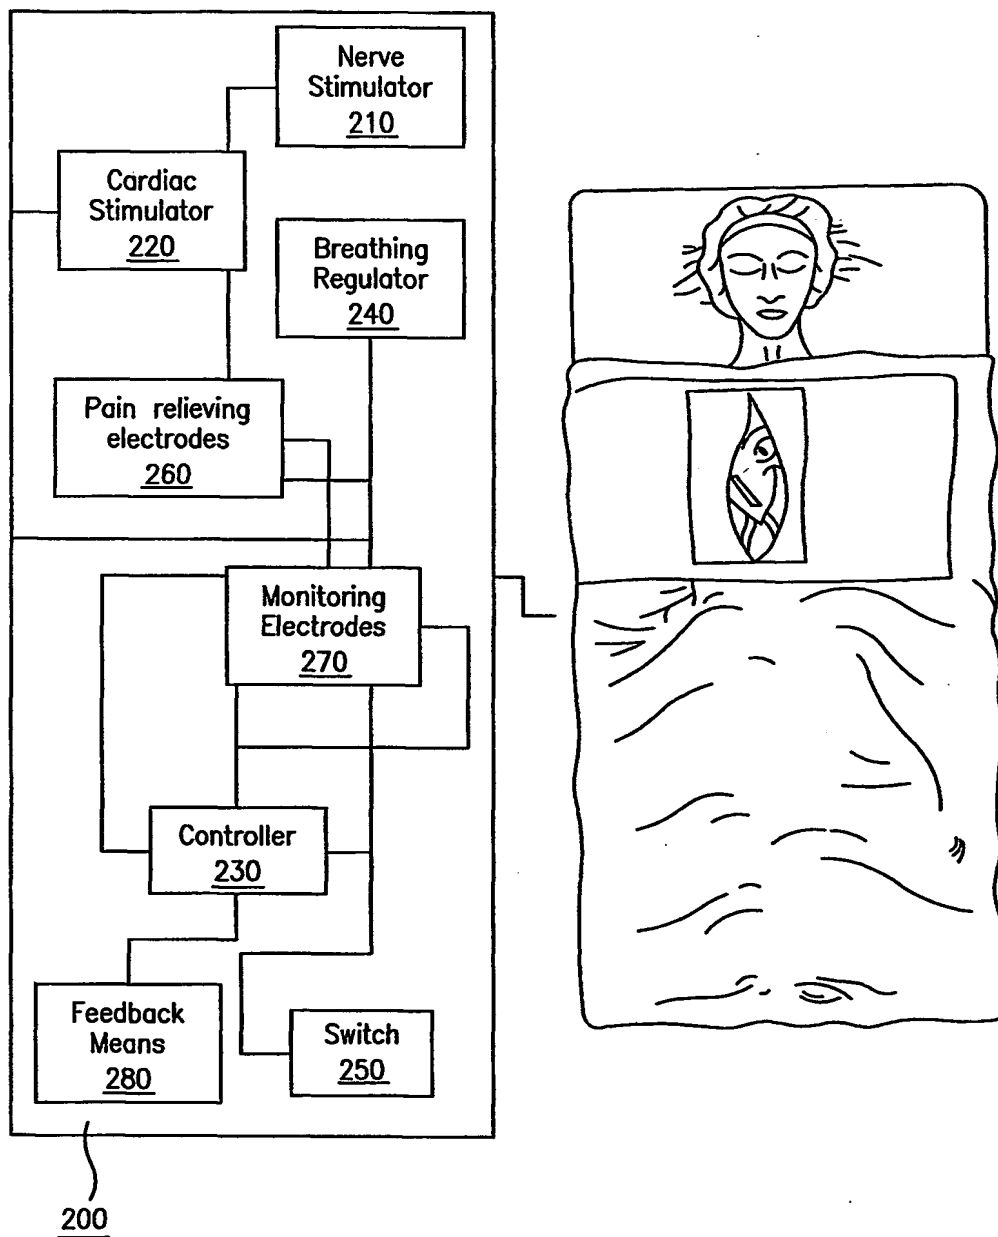 Nerve
Stimulator
210
Cardiac
Stimulator
220
Breathing
Regulator
240
Pain relieving
electrodes
260
Monitoring
Electrodes
270
Controller
230
Feedback
Means
280
Switch
250
200